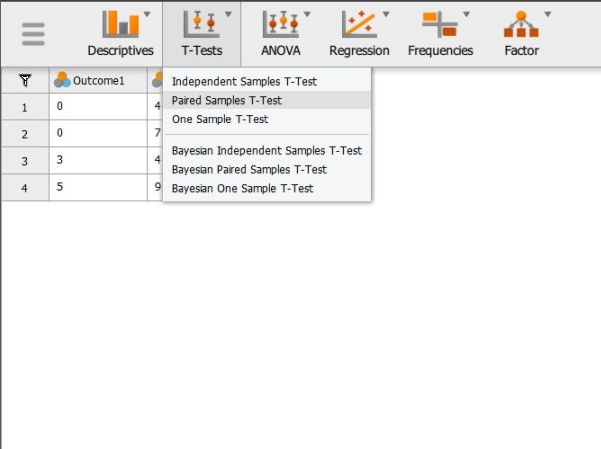 Descriptives T-Tests ANOVA Regression Frequencies Factor
Outcome1
Independent Samples T-Test
1 0 4
Paired Samples T-Test
One Sample T-Test
2 0 7
3 3 4
Bayesian Independent Samples T-Test
Bayesian Paired Samples T-Test
4 5 9
Bayesian One Sample T-Test